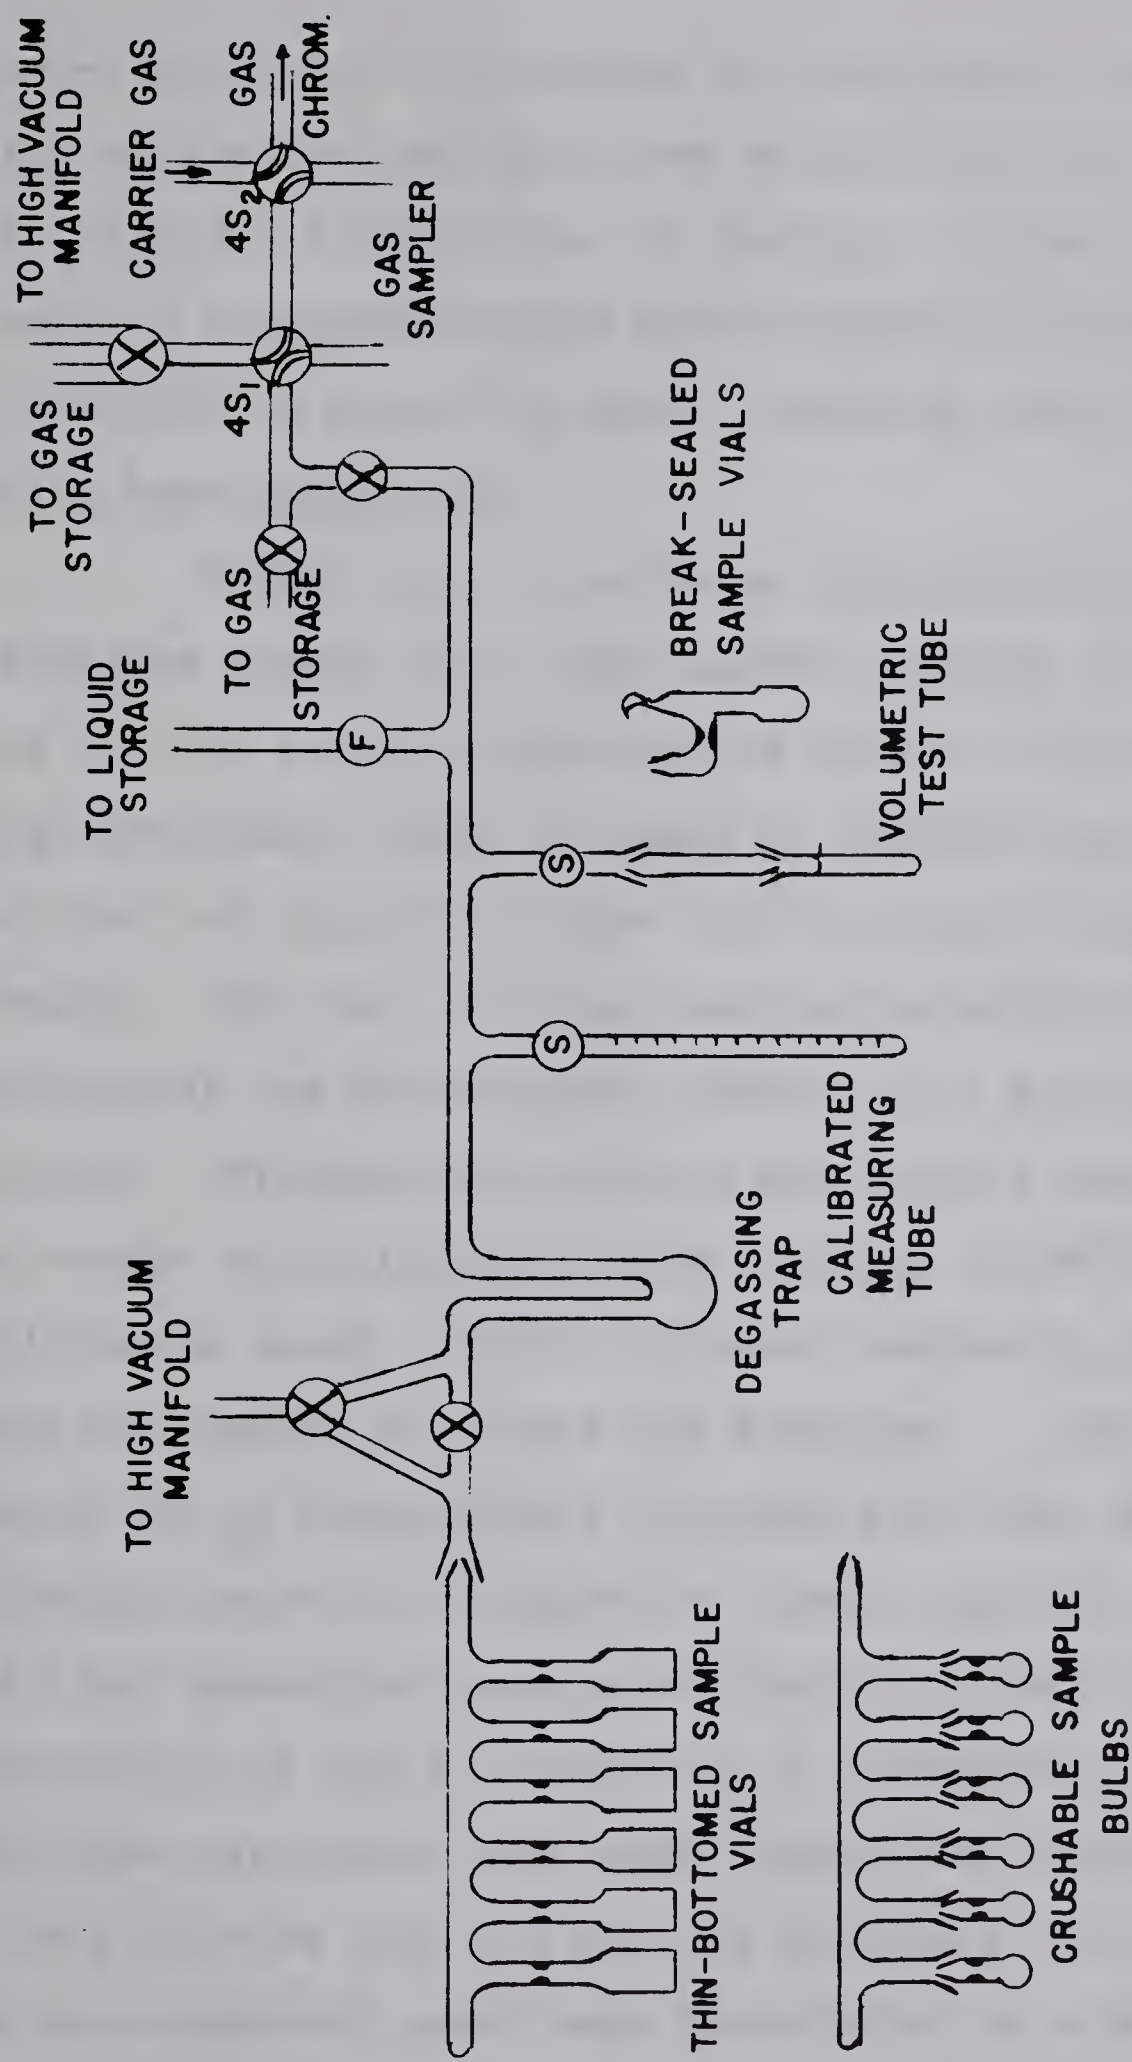 TO HIGH VACUUM
MANIFOLD
TO LIQUID
STORAGE
TO GAS
STORAGE
TO HIGH VACUUM
MANIFOLD
CARRIER GAS
TO GAS
STORAGE
4S1
4S2
GAS
CHROM.
F
GAS
SAMPLER
S
S
THIN-BOTTOMED SAMPLE
VIALS
DEGASSING
TRAP
CALIBRATED
MEASURING
TUBE
VOLUMETRIC
TEST TUBE
BREAK-SEALED
SAMPLE VIALS
CRUSHABLE SAMPLE
BULBS